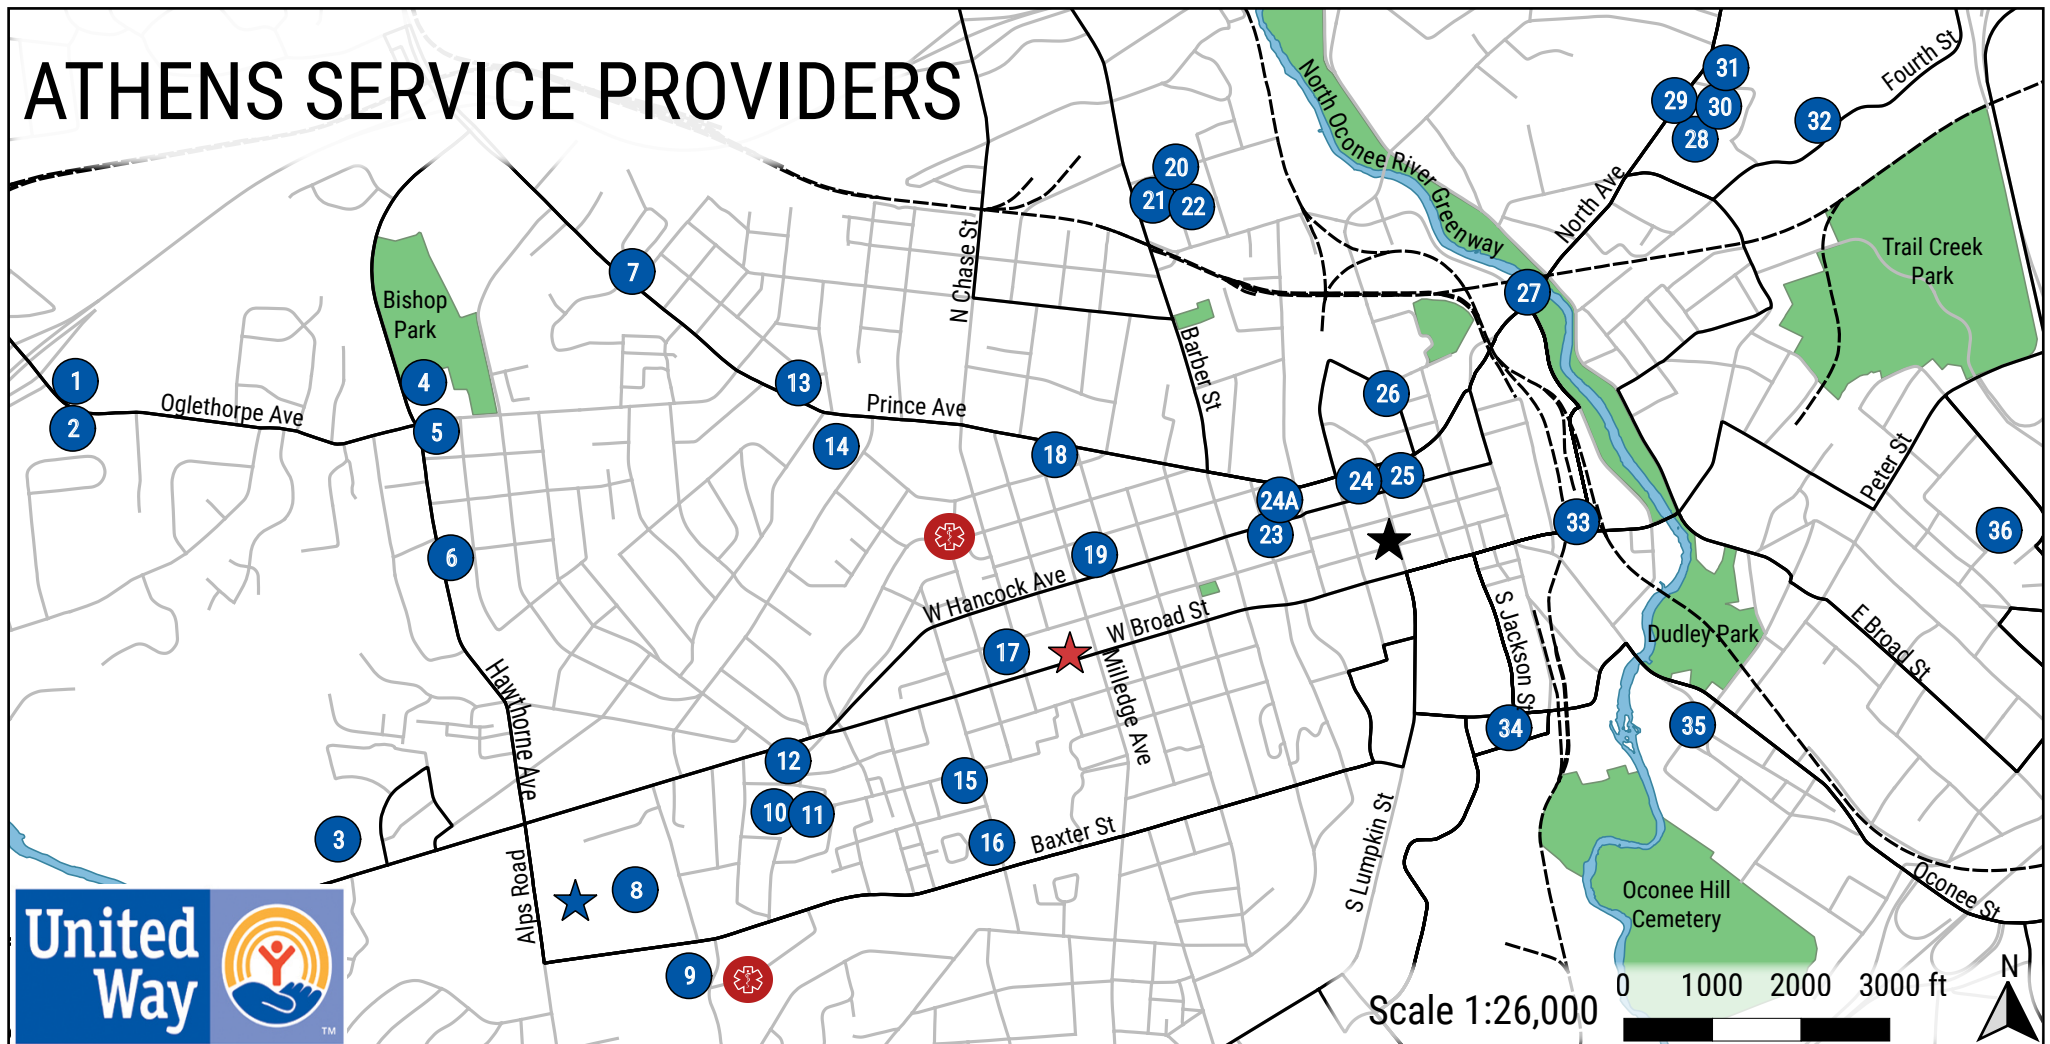 ATHENS SERVICE PROVIDERS
North Oconee River Greenway
Fourth St
31
29
30
32
28
20
21
22
North Ave
N Chase St
7
Trail Creek
Park
27
Bishop
Park
Barber St
1
4
13
26
Oglethorpe Ave
Prince Ave
2
5
14
18
Peter St
24
25
24A
33
36
23
6
19
W Hancock Ave
W Broad St
S Jackson St
E Broad St
Dudley Park
17
Milledge Ave
Hawthorne Ave
34
35
12
15
10
11
3
16
Baxter St
S Lumpkin St
Alps Road
8
Oconee Hill
Cemetery
Oconee St
United
Way
TM
9
N
0 1000 2000 3000 ft
Scale 1:26,000